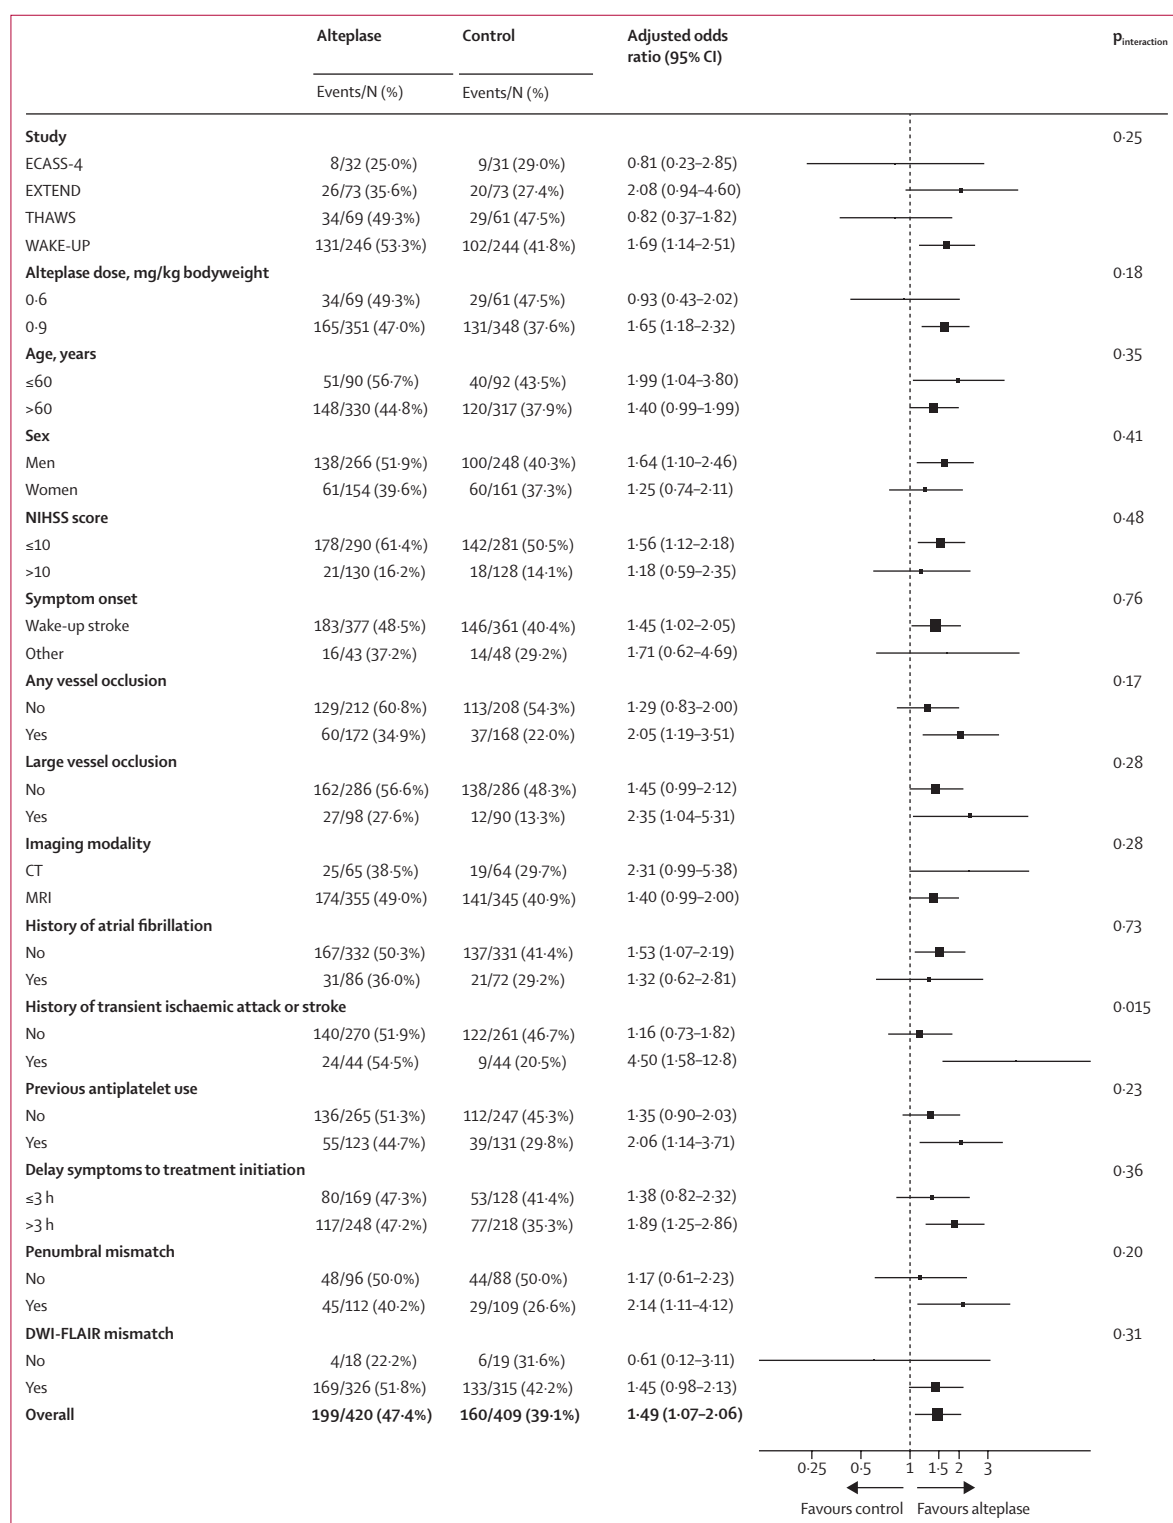 Alteplase Control Adjusted odds ratio (95% CI) pinteraction
Events/N (%) Events/N (%)
Study 0·25
ECASS-4 8/32 (25·0%) 9/31 (29·0%) 0·81 (0·23–2·85)
EXTEND 26/73 (35·6%) 20/73 (27·4%) 2·08 (0·94–4·60)
THAWS 34/69 (49·3%) 29/61 (47·5%) 0·82 (0·37–1·82)
WAKE-UP 131/246 (53·3%) 102/244 (41·8%) 1·69 (1·14–2·51)
Alteplase dose, mg/kg bodyweight 0·18
0·6 34/69 (49·3%) 29/61 (47·5%) 0·93 (0·43–2·02)
0·9 165/351 (47·0%) 131/348 (37·6%) 1·65 (1·18–2·32)
Age, years 0·35
≤60 51/90 (56·7%) 40/92 (43·5%) 1·99 (1·04–3·80)
>60 148/330 (44·8%) 120/317 (37·9%) 1·40 (0·99–1·99)
Sex 0·41
Men 138/266 (51·9%) 100/248 (40·3%) 1·64 (1·10–2·46)
Women 61/154 (39·6%) 60/161 (37·3%) 1·25 (0·74–2·11)
NIHSS score 0·48
≤10 178/290 (61·4%) 142/281 (50·5%) 1·56 (1·12–2·18)
>10 21/130 (16·2%) 18/128 (14·1%) 1·18 (0·59–2·35)
Symptom onset 0·76
Wake-up stroke 183/377 (48·5%) 146/361 (40·4%) 1·45 (1·02–2·05)
Other 16/43 (37·2%) 14/48 (29·2%) 1·71 (0·62–4·69)
Any vessel occlusion 0·17
No 129/212 (60·8%) 113/208 (54·3%) 1·29 (0·83–2·00)
Yes 60/172 (34·9%) 37/168 (22·0%) 2·05 (1·19–3·51)
Large vessel occlusion 0·28
No 162/286 (56·6%) 138/286 (48·3%) 1·45 (0·99–2·12)
Yes 27/98 (27·6%) 12/90 (13·3%) 2·35 (1·04–5·31)
Imaging modality 0·28
CT 25/65 (38·5%) 19/64 (29·7%) 2·31 (0·99–5·38)
MRI 174/355 (49·0%) 141/345 (40·9%) 1·40 (0·99–2·00)
History of atrial fibrillation 0·73
No 167/332 (50·3%) 137/331 (41·4%) 1·53 (1·07–2·19)
Yes 31/86 (36·0%) 21/72 (29·2%) 1·32 (0·62–2·81)
History of transient ischaemic attack or stroke 0·015
No 140/270 (51·9%) 122/261 (46·7%) 1·16 (0·73–1·82)
Yes 24/44 (54·5%) 9/44 (20·5%) 4·50 (1·58–12·8)
Previous antiplatelet use 0·23
No 136/265 (51·3%) 112/247 (45·3%) 1·35 (0·90–2·03)
Yes 55/123 (44·7%) 39/131 (29·8%) 2·06 (1·14–3·71)
Delay symptoms to treatment initiation 0·36
≤3 h 80/169 (47·3%) 53/128 (41·4%) 1·38 (0·82–2·32)
>3 h 117/248 (47·2%) 77/218 (35·3%) 1·89 (1·25–2·86)
Penumbral mismatch 0·20
No 48/96 (50·0%) 44/88 (50·0%) 1·17 (0·61–2·23)
Yes 45/112 (40·2%) 29/109 (26·6%) 2·14 (1·11–4·12)
DWI-FLAIR mismatch 0·31
No 4/18 (22·2%) 6/19 (31·6%) 0·61 (0·12–3·11)
Yes 169/326 (51·8%) 133/315 (42·2%) 1·45 (0·98–2·13)
Overall 199/420 (47·4%) 160/409 (39·1%) 1·49 (1·07–2·06)
0·25 0·5 1 1·5 2 3
Favours control Favours alteplase